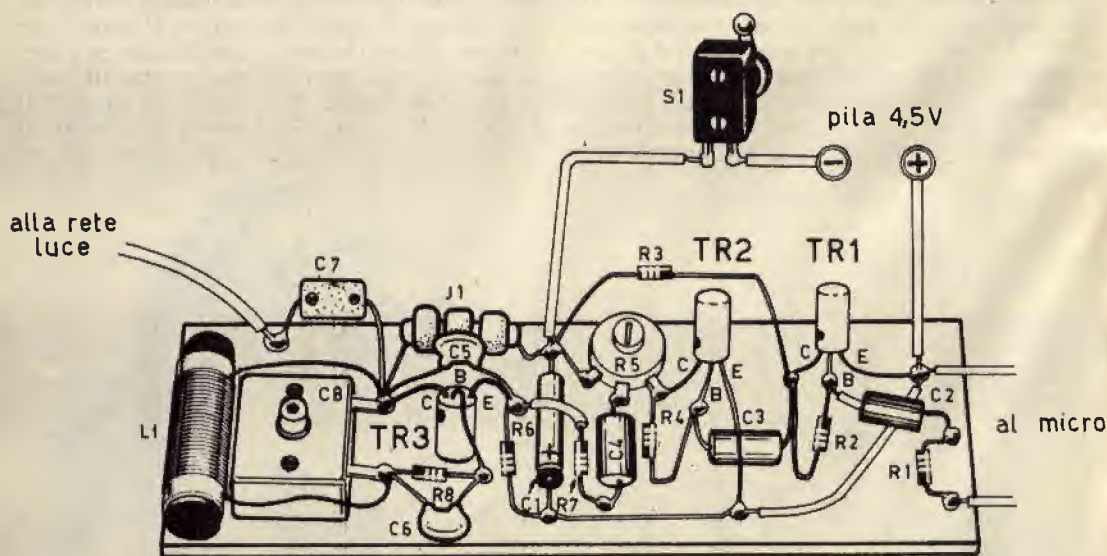 S1
pila 4,5V
−
+
alla rete
luce
C7
J1
R3
TR2
TR1
C5
R5
C
E
C
E
C8
B
C
E
B
B
C2
TR3
R6
C4
R4
C3
R2
al micro
L1
+
R1
R8
C1
R7
C6